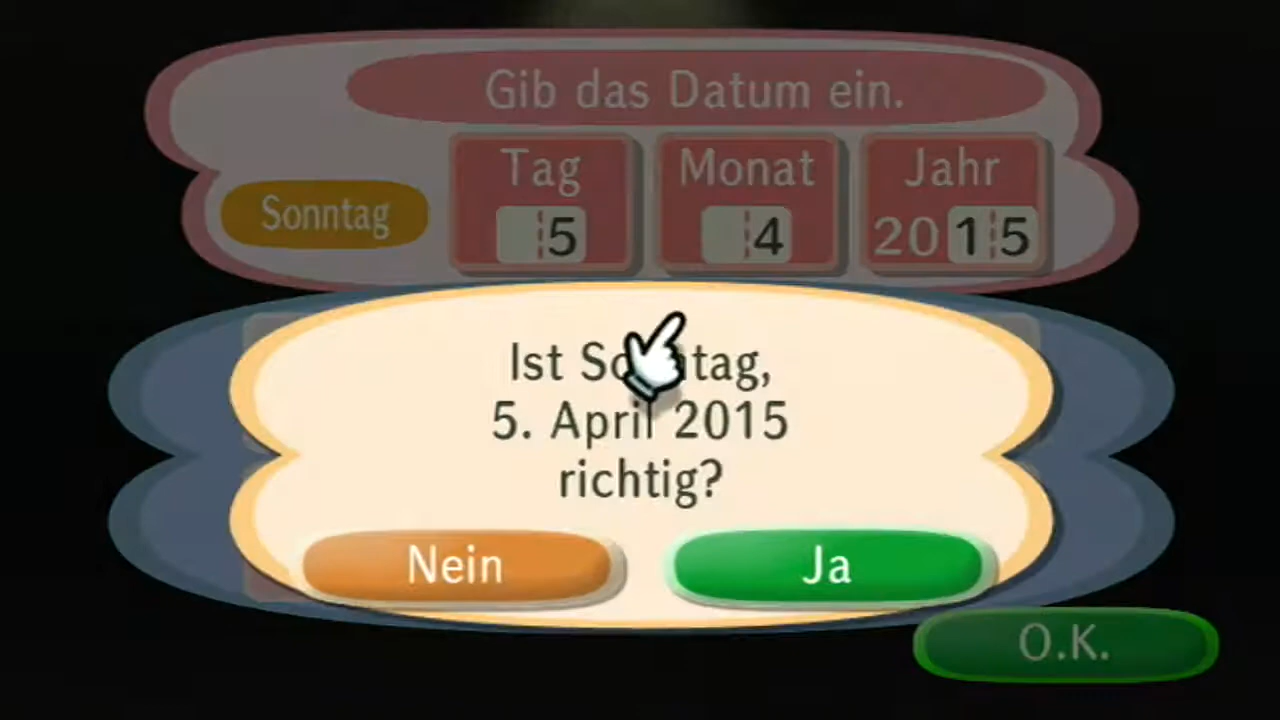 Gib das Datum ein.
Tag Monat Jahr
Sonntag 5 4 2015
Ist Sonntag,
5. April 2015
richtig?
Nein Ja
O.K.